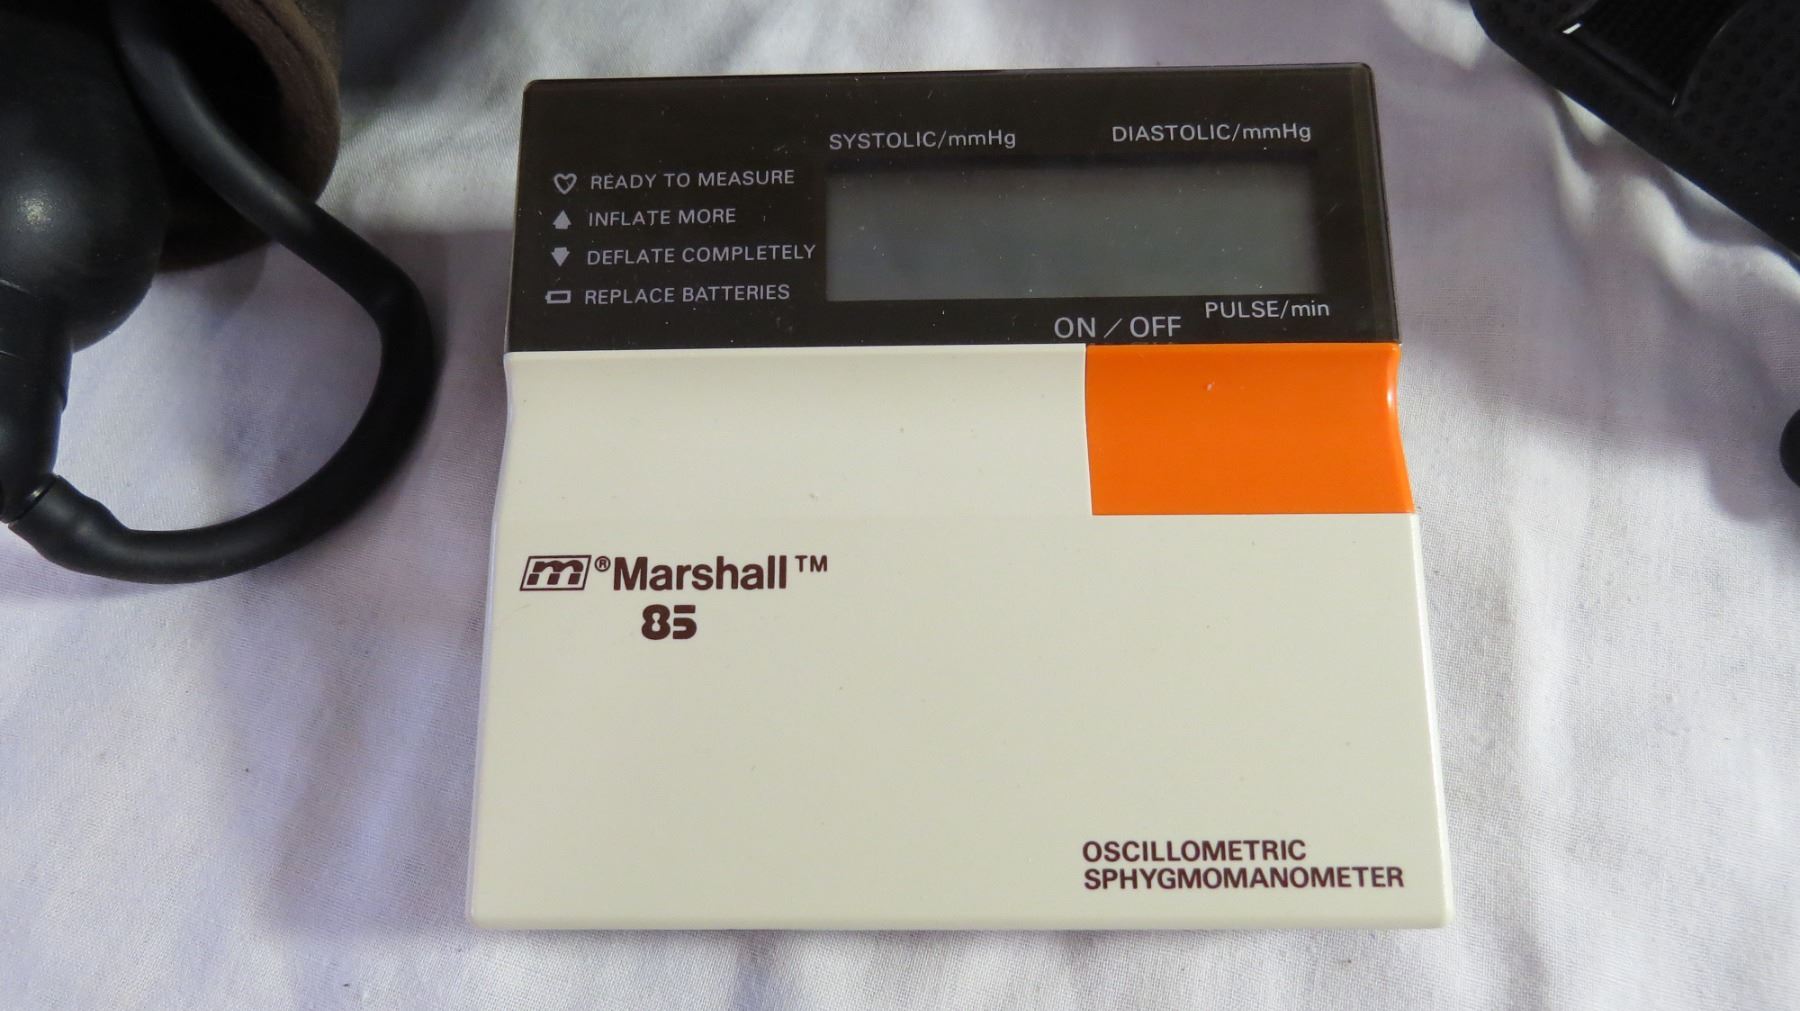 SYSTOLIC/mmHg
DIASTOLIC/mmHg
READY TO MEASURE
INFLATE MORE
DEFLATE COMPLETELY
REPLACE BATTERIES
PULSE/min
ON / OFF
m®Marshall™
85
OSCILLOMETRIC
SPHYGMOMANOMETER